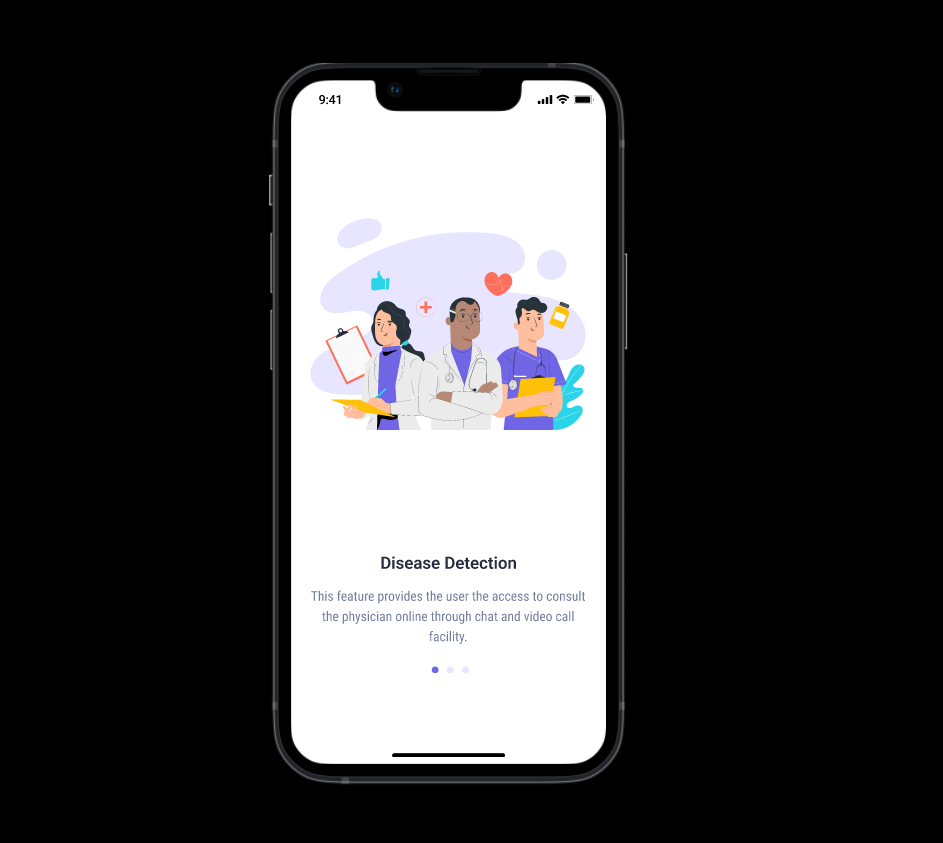 9:41
Disease Detection
This feature provides the user the access to consult
the physician online through chat and video call
facility.